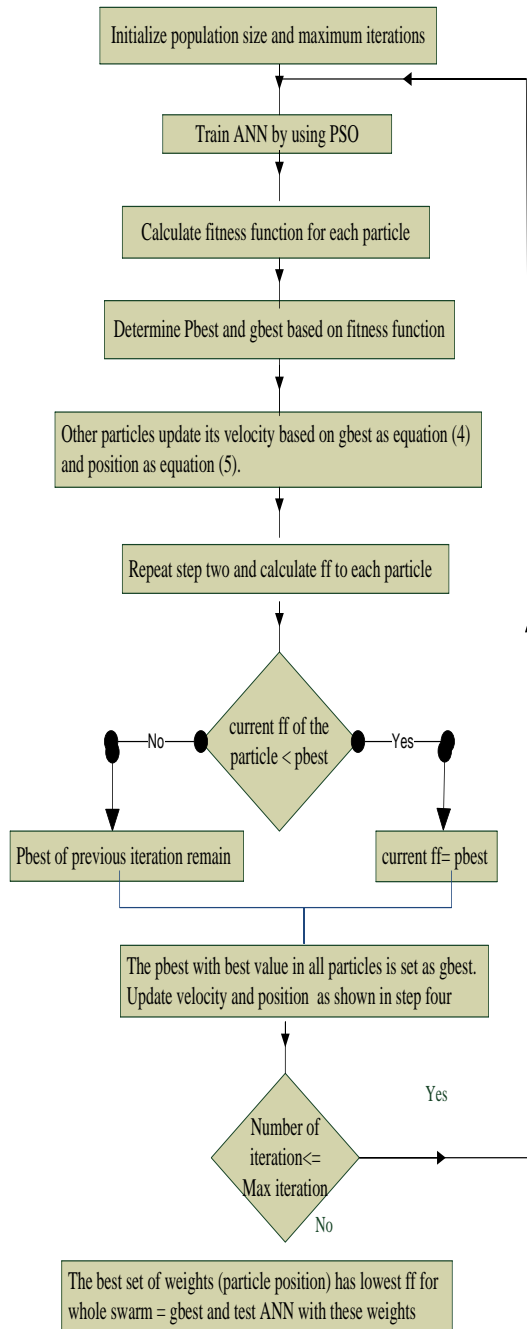 Initialize population size and maximum iterations
Train ANN by using PSO
Calculate fitness function for each particle
Determine Pbest and gbest based on fitness function
Other particles update its velocity based on gbest as equation (4)
and position as equation (5).
Repeat step two and calculate ff to each particle
current ff of the
particle < pbest
No
Yes
Pbest of previous iteration remain
current ff= pbest
The pbest with best value in all particles is set as gbest.
Update velocity and position as shown in step four
Yes
Number of
iteration<=
Max iteration
No
The best set of weights (particle position) has lowest ff for
whole swarm = gbest and test ANN with these weights